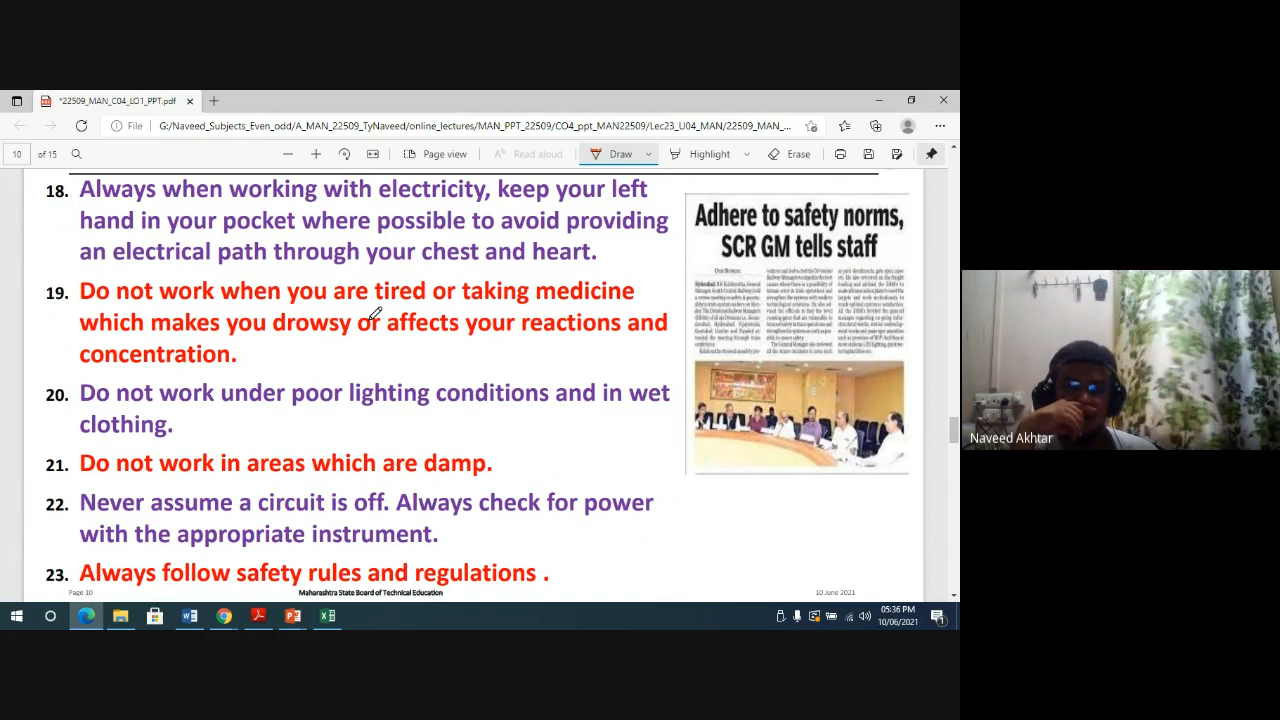 *22509_MAN_C04_LO1_PPT.pdf
File G:/Naveed_Subjects_Even_odd/A_MAN_22509_TyNaveed/online_lectures/MAN_PPT_22509/CO4_ppt_MAN22509/Lec23_U04_MAN/22509_MAN_...
10 of 15 Page view Read aloud Draw Highlight Erase
18. Always when working with electricity, keep your left
hand in your pocket where possible to avoid providing
an electrical path through your chest and heart.
19. Do not work when you are tired or taking medicine
which makes you drowsy or affects your reactions and
concentration.
20. Do not work under poor lighting conditions and in wet
clothing.
21. Do not work in areas which are damp.
22. Never assume a circuit is off. Always check for power
with the appropriate instrument.
23. Always follow safety rules and regulations .
Adhere to safety norms,
SCR GM tells staff
Page 10 Maharashtra State Board of Technical Education 10 June 2021
05:36 PM
10/06/2021
Naveed Akhtar